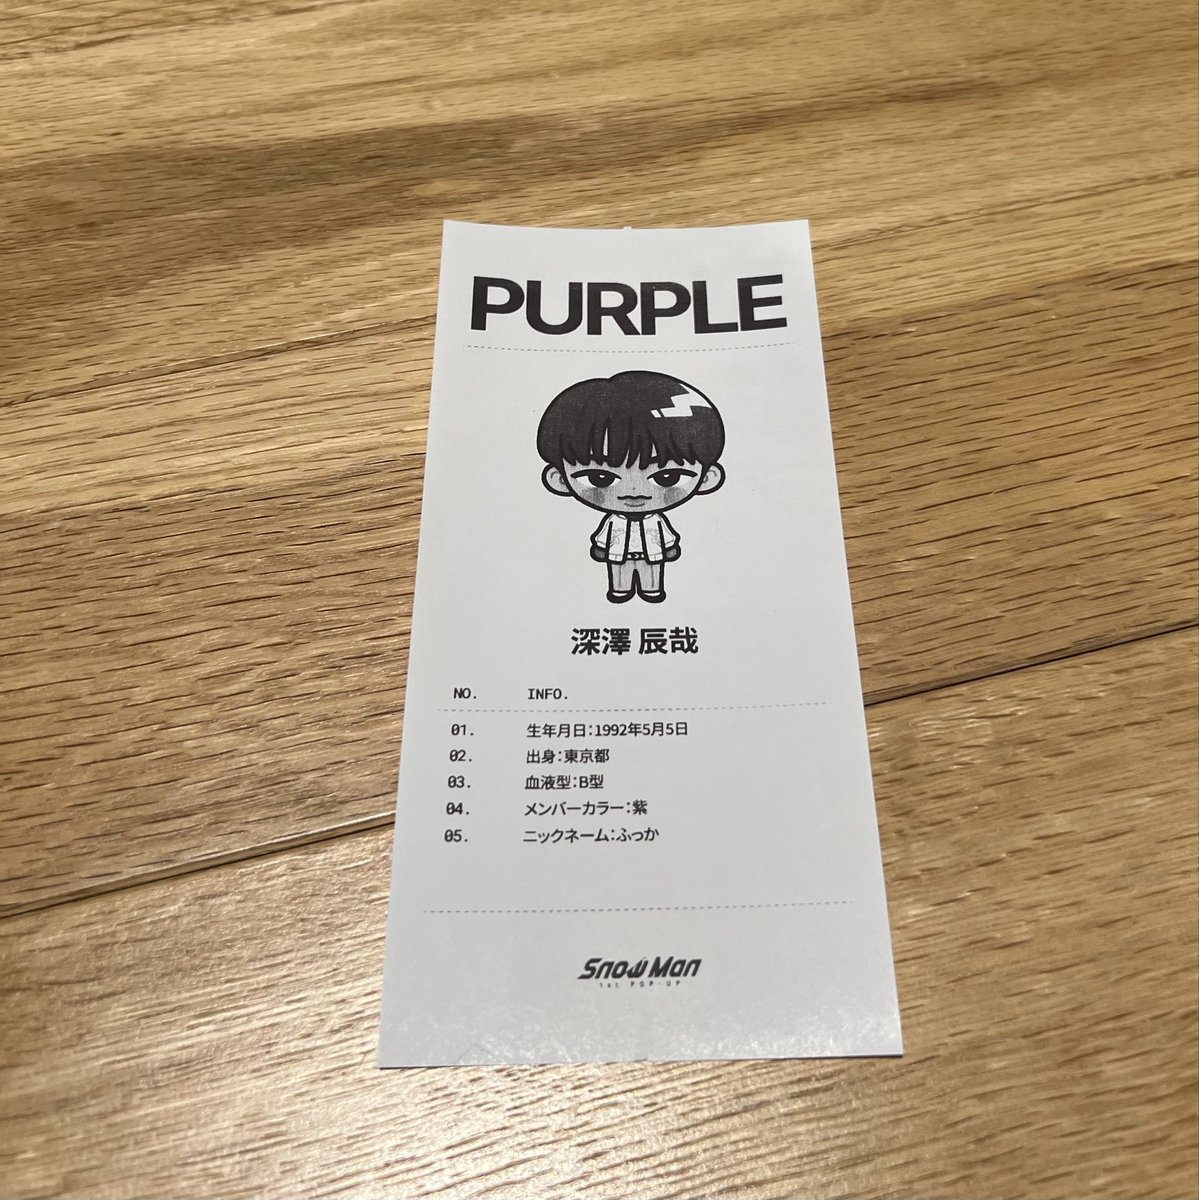 PURPLE
深澤 辰哉
NO. INFO.
01. 生年月日:1992年5月5日
02. 出身:東京都
03. 血液型:B型
04. メンバーカラー:紫
05. ニックネーム:ふっか
Snow Man
1st POP-UP